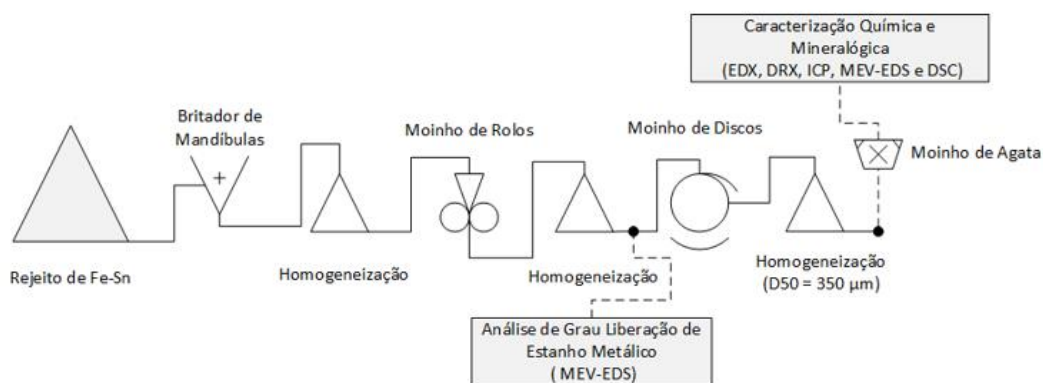 Caracterização Química e
Mineralógica
(EDX, DRX, ICP, MEV-EDS e DSC)
Britador de
Mandíbulas
Moinho de Rolos
Moinho de Discos
Moinho de Agata
+
Rejeito de Fe-Sn
Homogeneização
Homogeneização
Homogeneização
(D50 = 350 µm)
Análise de Grau Liberação de
Estanho Metálico
( MEV-EDS)